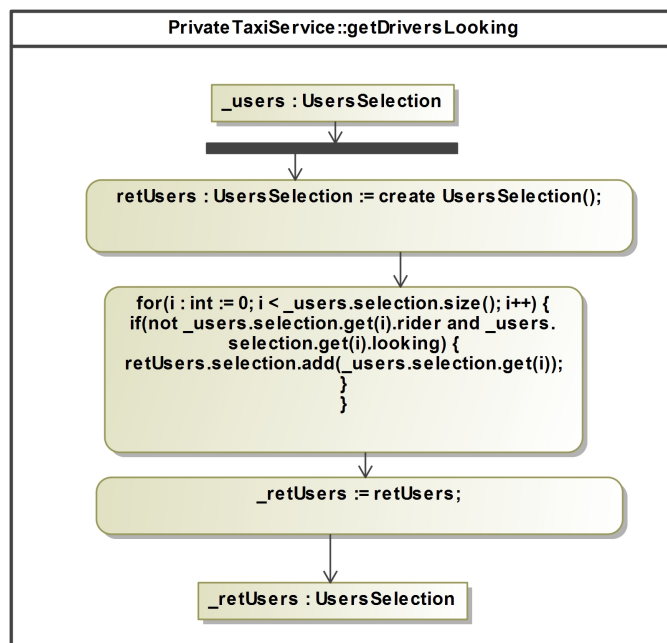 PrivateTaxiService::getDriversLooking
_users : UsersSelection
retUsers : UsersSelection := create UsersSelection();
for(i : int := 0; i < _users.selection.size(); i++) {
if(not _users.selection.get(i).rider and _users.
selection.get(i).looking) {
retUsers.selection.add(_users.selection.get(i));
}
}
_retUsers := retUsers;
_retUsers : UsersSelection